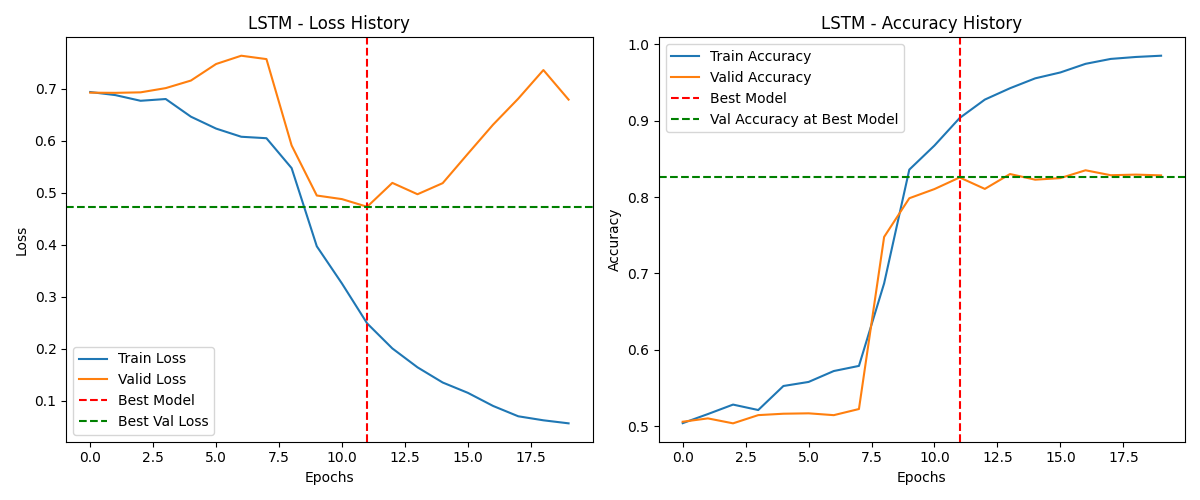 LSTM - Loss History
Loss
0.7
0.6
0.5
0.4
0.3
0.2
0.1
Train Loss
Valid Loss
Best Model
Best Val Loss
0.0 2.5 5.0 7.5 10.0 12.5 15.0 17.5
Epochs
LSTM - Accuracy History
Accuracy
1.0
0.9
0.8
0.7
0.6
0.5
Train Accuracy
Valid Accuracy
Best Model
Val Accuracy at Best Model
0.0 2.5 5.0 7.5 10.0 12.5 15.0 17.5
Epochs